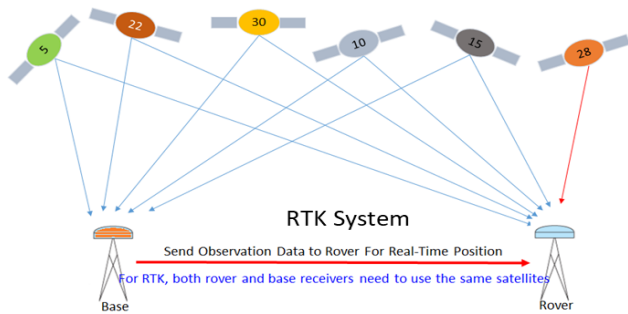 5
22
30
10
15
28
RTK System
Send Observation Data to Rover For Real-Time Position
For RTK, both rover and base receivers need to use the same satellites
Base
Rover